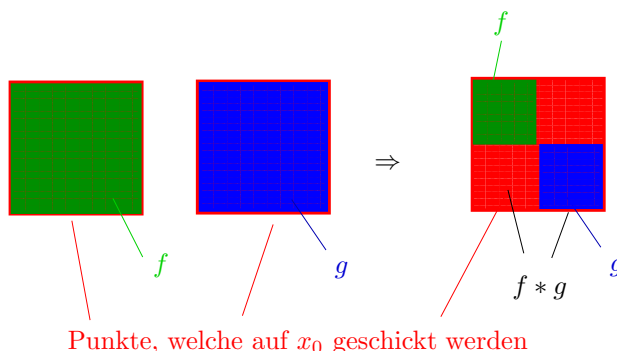 f
⇒
f
g
g
f ∗ g
Punkte, welche auf x₀ geschickt werden